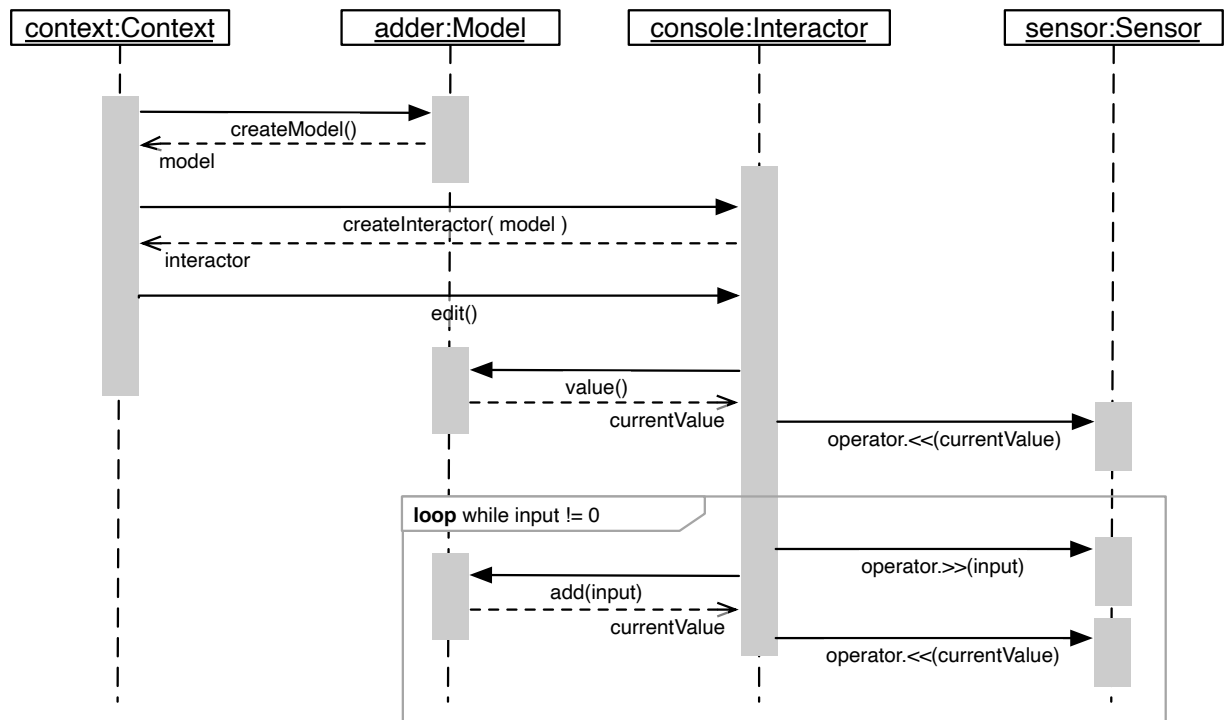 context:Context
adder:Model
console:Interactor
sensor:Sensor
createModel()
model
createInteractor( model )
interactor
edit()
value()
currentValue
operator.<<(currentValue)
loop while input != 0
operator.>>(input)
add(input)
currentValue
operator.<<(currentValue)